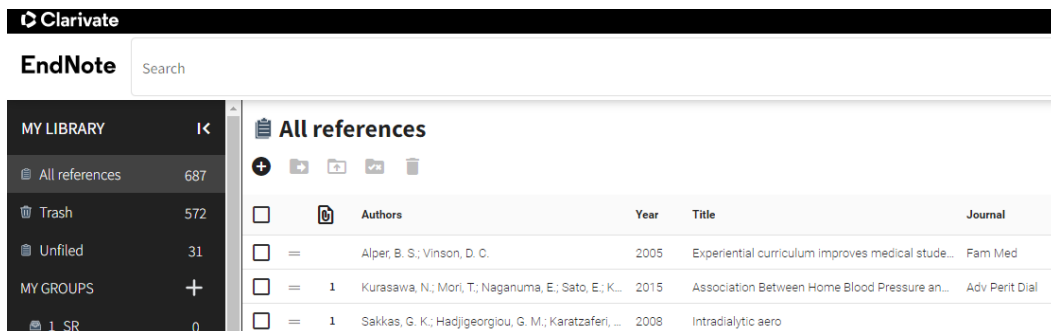 Clarivate
EndNote Search
MY LIBRARY
All references 687
Trash 572
Unfiled 31
MY GROUPS +
1_SR 0
All references
Authors Year Title Journal
Alper, B. S.; Vinson, D. C. 2005 Experiential curriculum improves medical stude... Fam Med
1 Kurasawa, N.; Mori, T.; Naganuma, E.; Sato, E.; K... 2015 Association Between Home Blood Pressure an... Adv Perit Dial
1 Sakkas, G. K.; Hadjigeorgiou, G. M.; Karatzaferi, ... 2008 Intradialytic aero